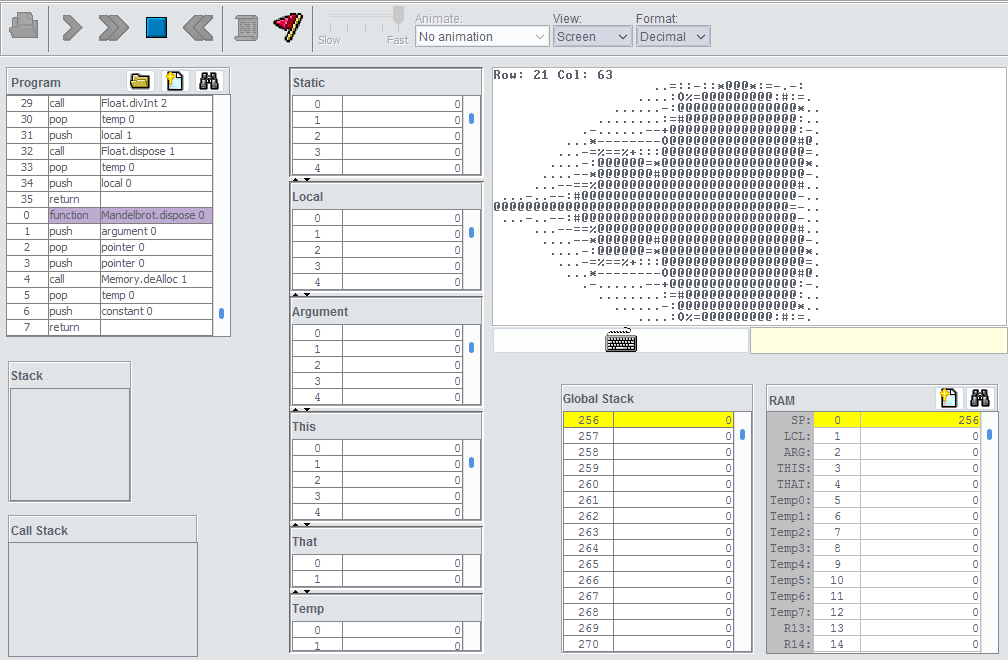 Slow Fast
Animate:
No animation
View:
Screen
Format:
Decimal
Program
29 call Float.divInt 2
30 pop temp 0
31 push local 1
32 call Float.dispose 1
33 pop temp 0
34 push local 0
35 return
0 function Mandelbrot.dispose 0
1 push argument 0
2 pop pointer 0
3 push pointer 0
4 call Memory.deAlloc 1
5 pop temp 0
6 push constant 0
7 return
Stack
Call Stack
Static
0 0
1 0
2 0
3 0
4 0
Local
0 0
1 0
2 0
3 0
4 0
Argument
0 0
1 0
2 0
3 0
4 0
This
0 0
1 0
2 0
3 0
4 0
That
0 0
1 0
Temp
0 0
1 0
Row: 21 Col: 63
Global Stack
256 0
257 0
258 0
259 0
260 0
261 0
262 0
263 0
264 0
265 0
266 0
267 0
268 0
269 0
270 0
RAM
SP: 0 256
LCL: 1 0
ARG: 2 0
THIS: 3 0
THAT: 4 0
Temp0: 5 0
Temp1: 6 0
Temp2: 7 0
Temp3: 8 0
Temp4: 9 0
Temp5: 10 0
Temp6: 11 0
Temp7: 12 0
R13: 13 0
R14: 14 0